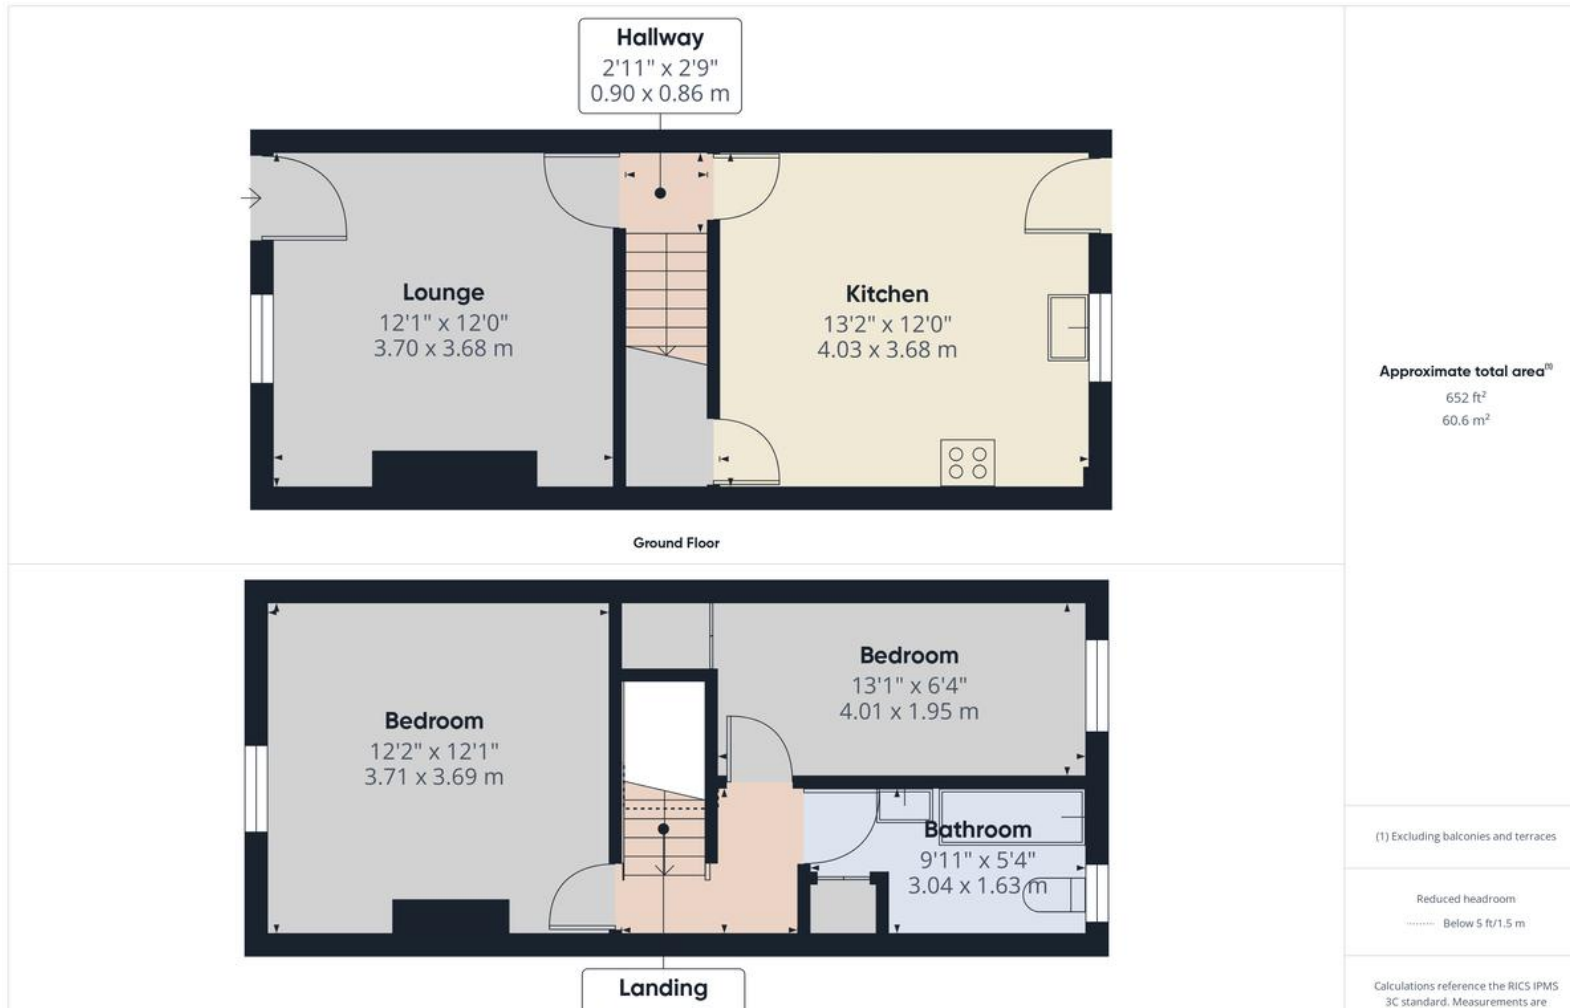 Hallway
2'11" x 2'9"
0.90 x 0.86 m
Lounge
12'1" x 12'0"
3.70 x 3.68 m
Kitchen
13'2" x 12'0"
4.03 x 3.68 m
Ground Floor
Bedroom
12'2" x 12'1"
3.71 x 3.69 m
Bedroom
13'1" x 6'4"
4.01 x 1.95 m
Bathroom
9'11" x 5'4"
3.04 x 1.63 m
Landing
Approximate total area⁽¹⁾
652 ft²
60.6 m²
(1) Excluding balconies and terraces
Reduced headroom
Below 5 ft/1.5 m
Calculations reference the RICS IPMS
3C standard. Measurements are